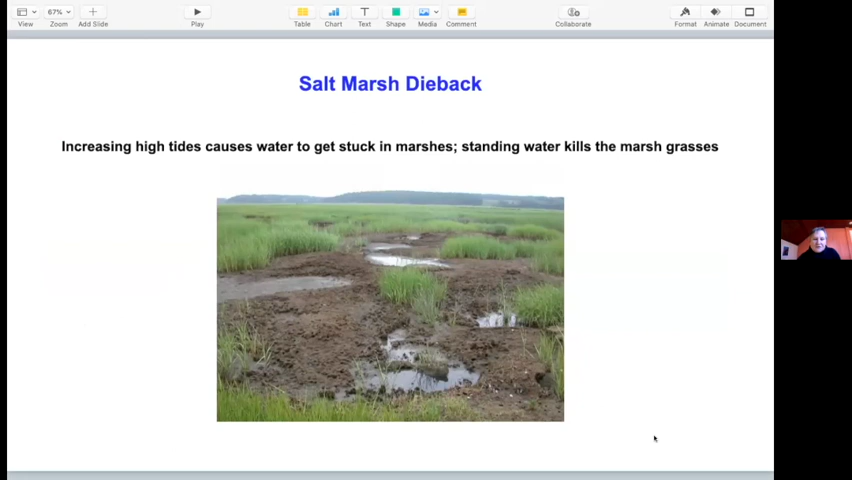 View
67%
Zoom
Add Slide
Play
Table
Chart
Text
Shape
Media
Comment
Collaborate
Format
Animate
Document
Salt Marsh Dieback
Increasing high tides causes water to get stuck in marshes; standing water kills the marsh grasses